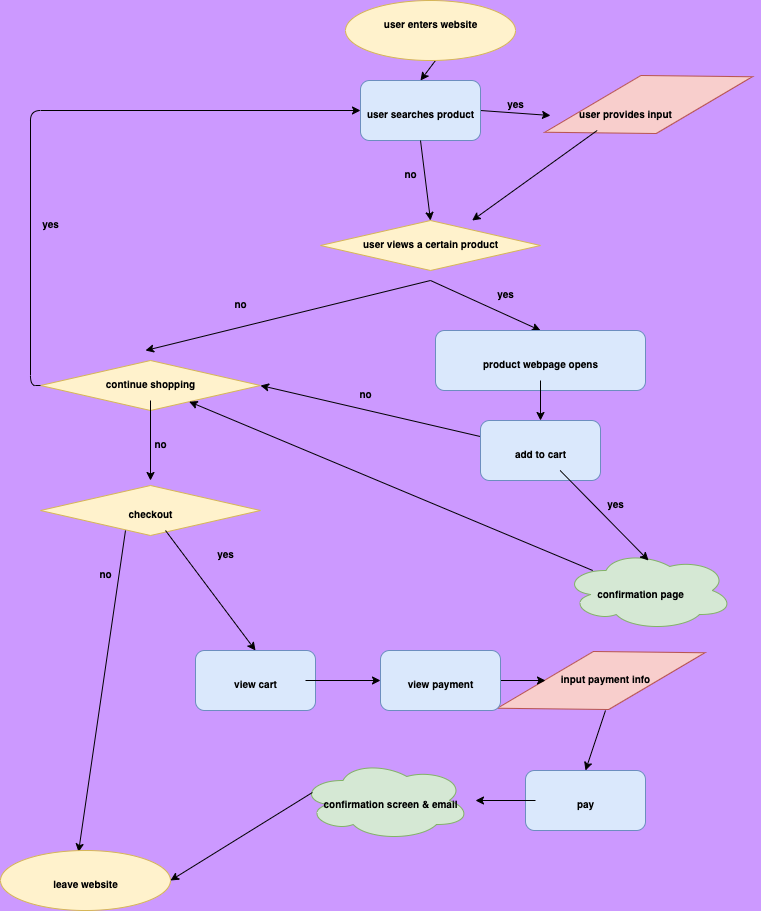 user enters website
user searches product
yes
user provides input
no
yes
user views a certain product
no
yes
product webpage opens
continue shopping
no
no
add to cart
yes
checkout
yes
no
confirmation page
view cart
view payment
input payment info
confirmation screen & email
pay
leave website